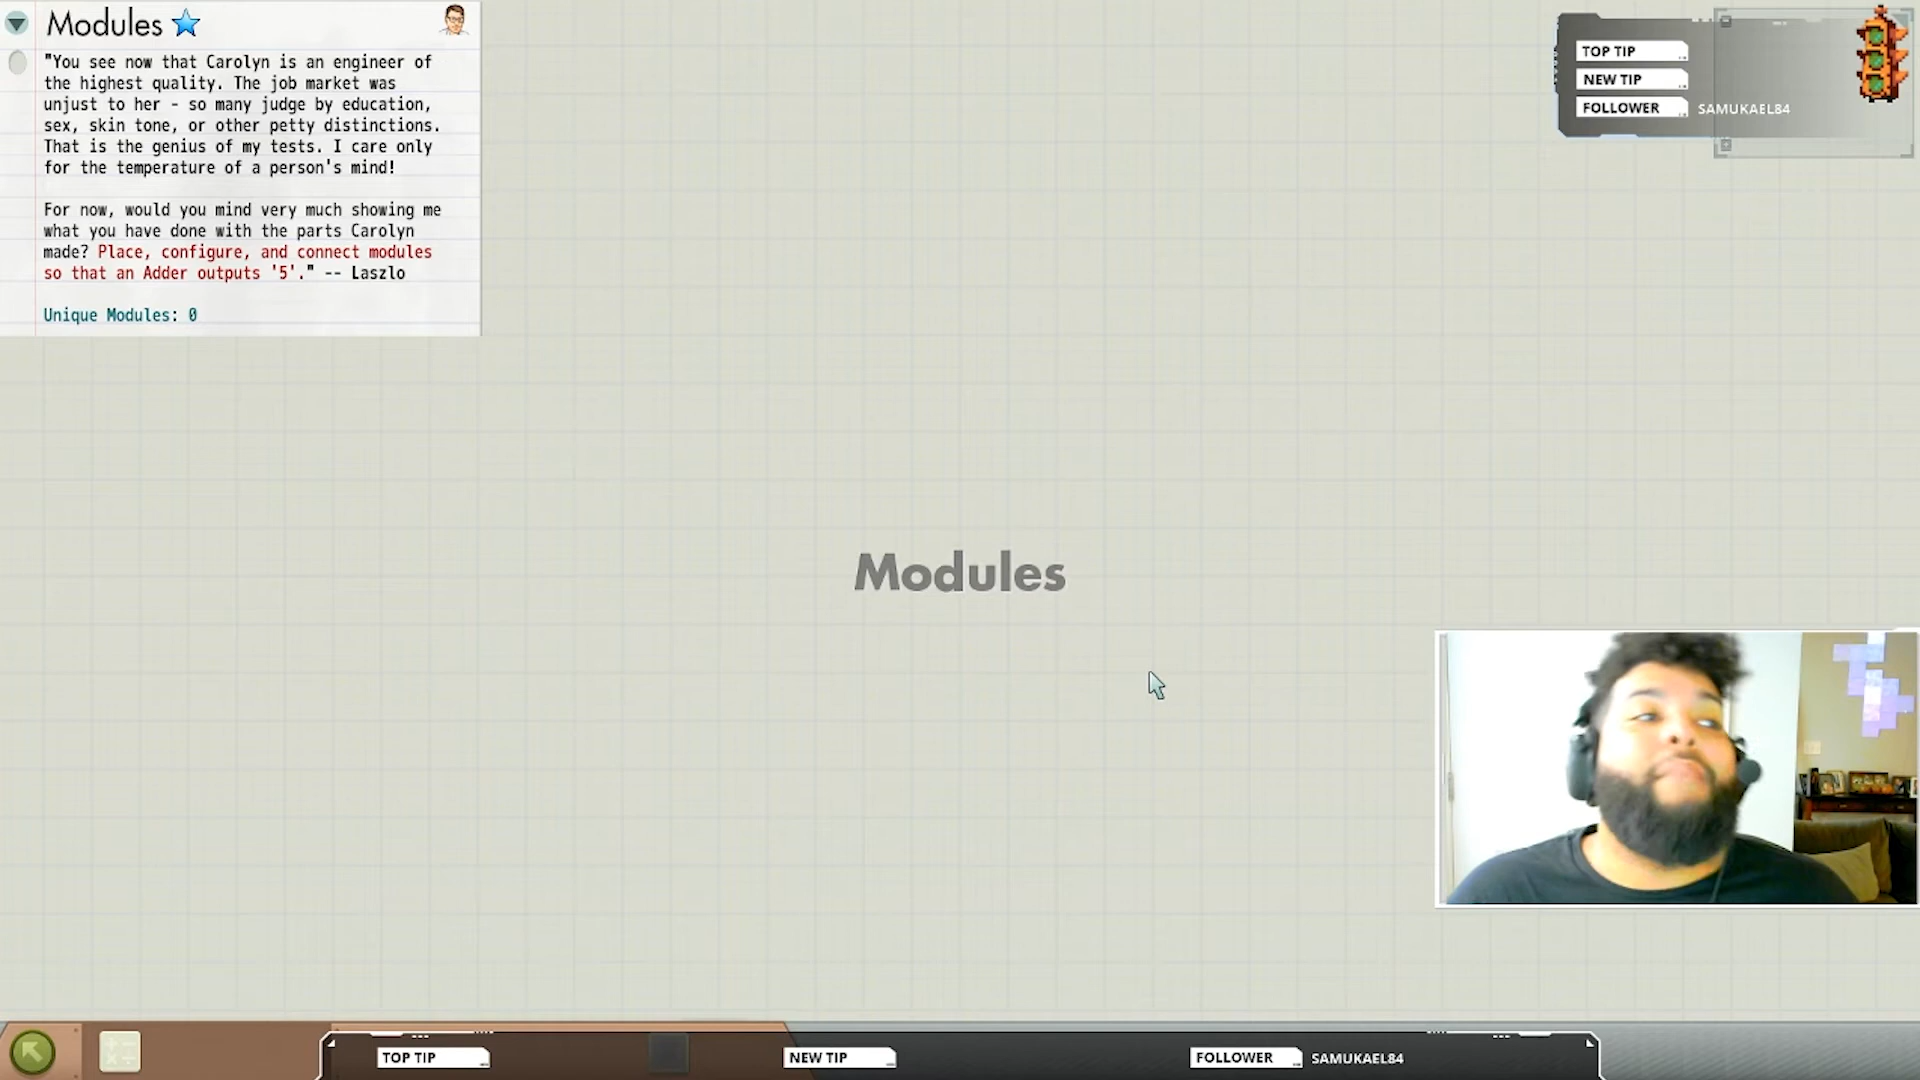 Modules
"You see now that Carolyn is an engineer of
the highest quality. The job market was
unjust to her - so many judge by education,
sex, skin tone, or other petty distinctions.
That is the genius of my tests. I care only
for the temperature of a person's mind!
For now, would you mind very much showing me
what you have done with the parts Carolyn
made? Place, configure, and connect modules
so that an Adder outputs '5'." -- Laszlo
Unique Modules: 0
TOP TIP
NEW TIP
FOLLOWER SAMUKAEL84
Modules
TOP TIP NEW TIP FOLLOWER SAMUKAEL84